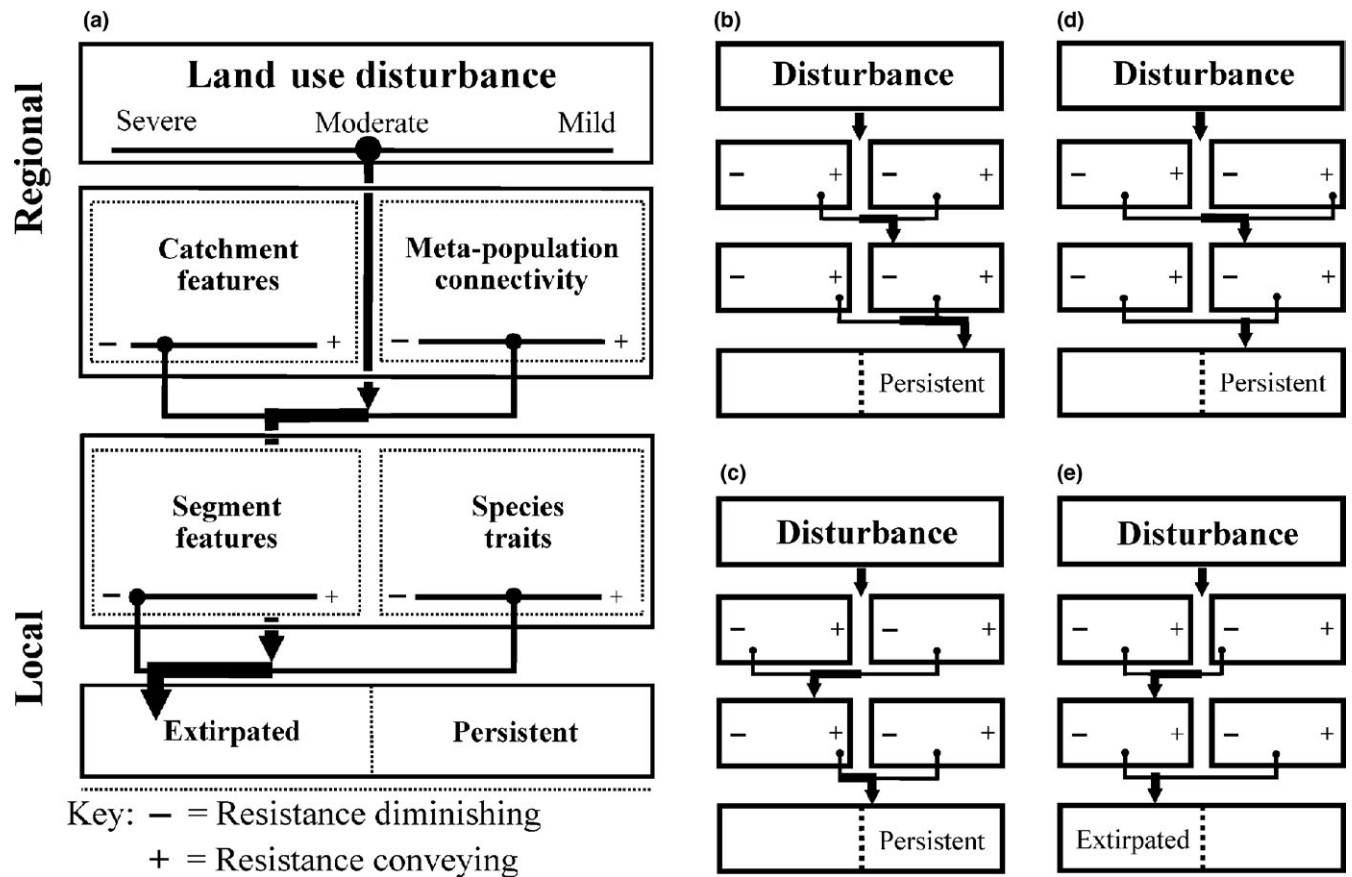 (a)
Regional
Land use disturbance
Severe Moderate Mild
Catchment
features
− +
Meta-population
connectivity
− +
Local
Segment
features
− +
Species
traits
− +
Extirpated Persistent
Key: − = Resistance diminishing
+ = Resistance conveying
(b)
Disturbance
− + − +
− + − +
Persistent
(c)
Disturbance
− + − +
− + − +
Persistent
(d)
Disturbance
− + − +
− + − +
Persistent
(e)
Disturbance
− + − +
− + − +
Extirpated